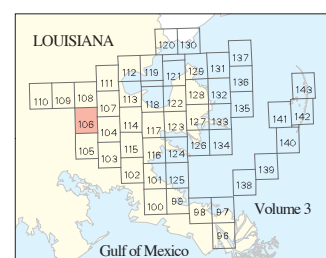 LOUISIANA
120 130
112 119 121 129 131 137
111 136
110 109 108 107 113 118 122 128 132 135
106 104 114 117 123 127 133 143
105 103 115 116 124 126 134 141 142
102 101 125 140
100 99 138 139
98 97 Volume 3
96
Gulf of Mexico